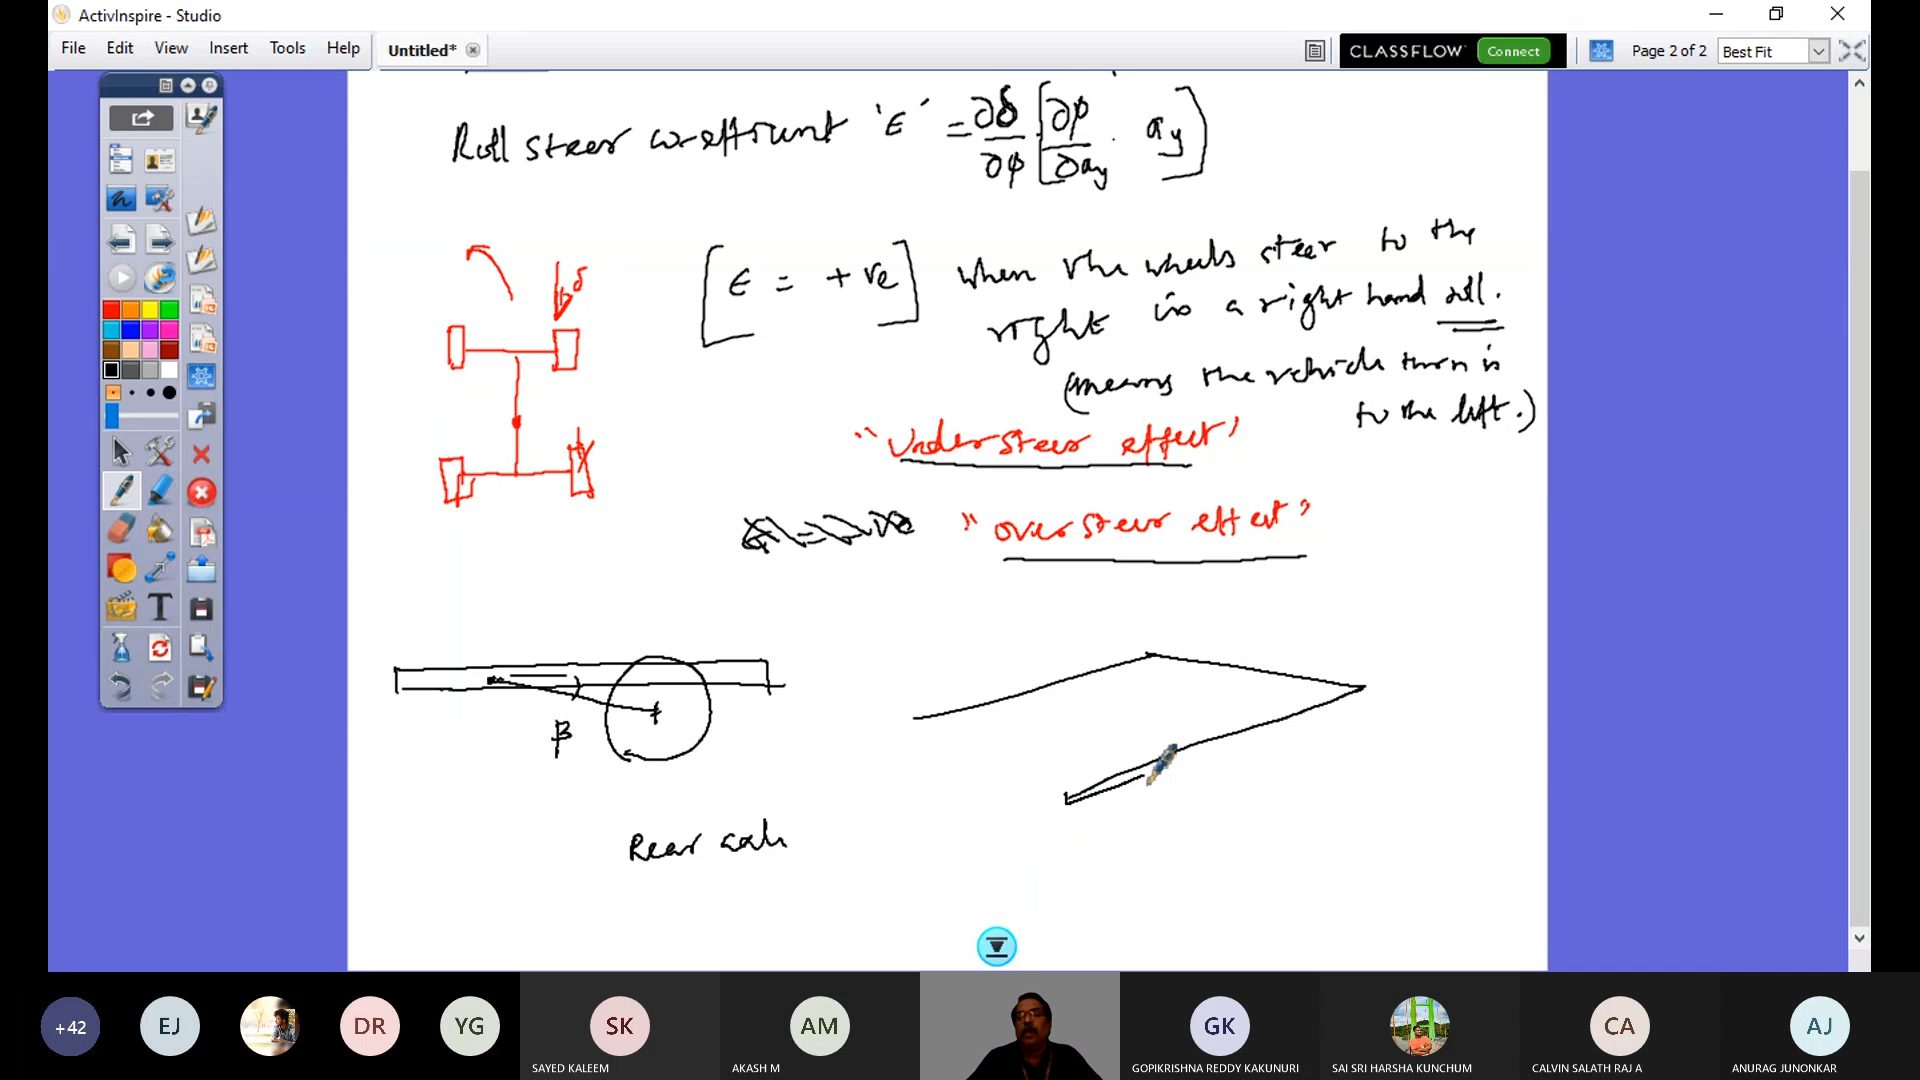 ActivInspire - Studio
File Edit View Insert Tools Help
Untitled*
CLASSFLOW Connect
Page 2 of 2
Best Fit
Roll steer co-efficient 'ϵ' = ∂δ/∂φ [∂φ/∂ay . ay]
δ
[ϵ = +ve] when the wheels steer to the
right in a right hand roll.
(means the vehicle turn is
to the left.)
"Understeer effect"
"oversteer effect"
β
Rear axle
T
+42
EJ
DR
YG
SK
AM
GK
CA
AJ
SAYED KALEEM
AKASH M
GOPIKRISHNA REDDY KAKUNURI
SAI SRI HARSHA KUNCHUM
CALVIN SALATH RAJ A
ANURAG JUNONKAR